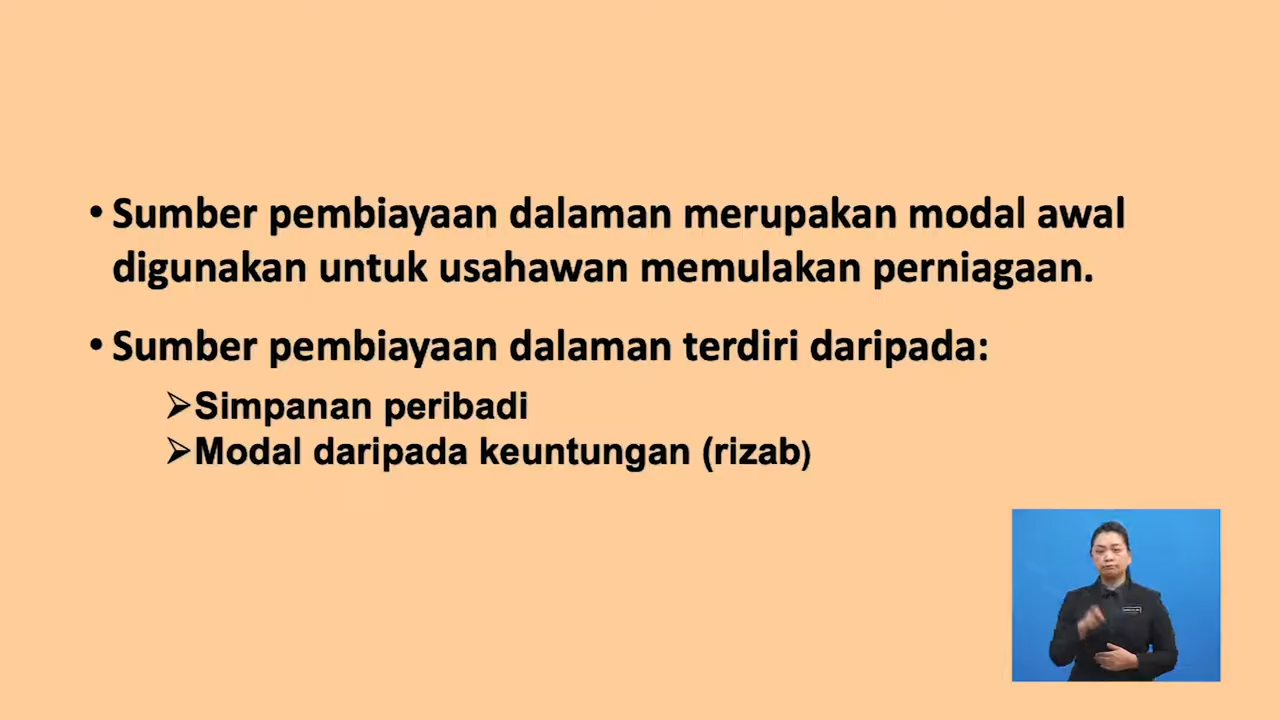 • Sumber pembiayaan dalaman merupakan modal awal
digunakan untuk usahawan memulakan perniagaan.
• Sumber pembiayaan dalaman terdiri daripada:
➢Simpanan peribadi
➢Modal daripada keuntungan (rizab)